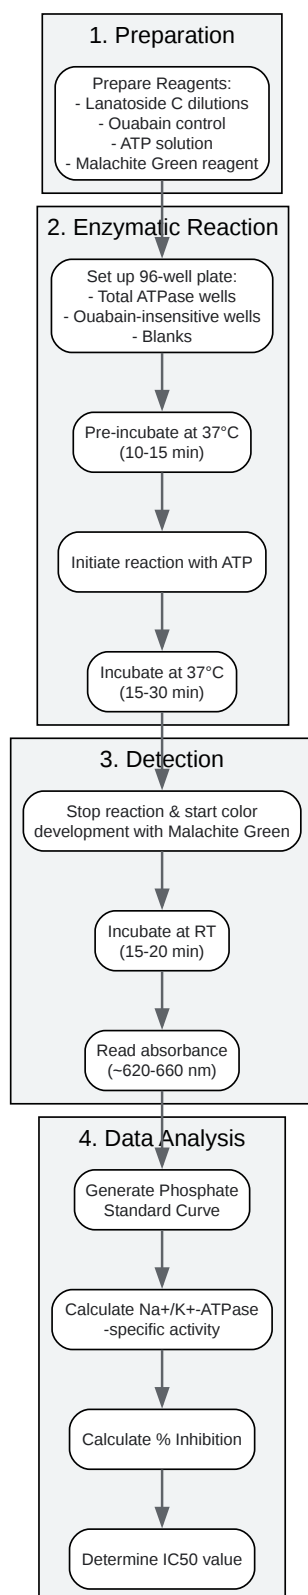 1. Preparation
Prepare Reagents:
- Lanatoside C dilutions
- Ouabain control
- ATP solution
- Malachite Green reagent
2. Enzymatic Reaction
Set up 96-well plate:
- Total ATPase wells
- Ouabain-insensitive wells
- Blanks
Pre-incubate at 37°C
(10-15 min)
Initiate reaction with ATP
Incubate at 37°C
(15-30 min)
3. Detection
Stop reaction & start color
development with Malachite Green
Incubate at RT
(15-20 min)
Read absorbance
(~620-660 nm)
4. Data Analysis
Generate Phosphate
Standard Curve
Calculate Na+/K+-ATPase
-specific activity
Calculate % Inhibition
Determine IC50 value